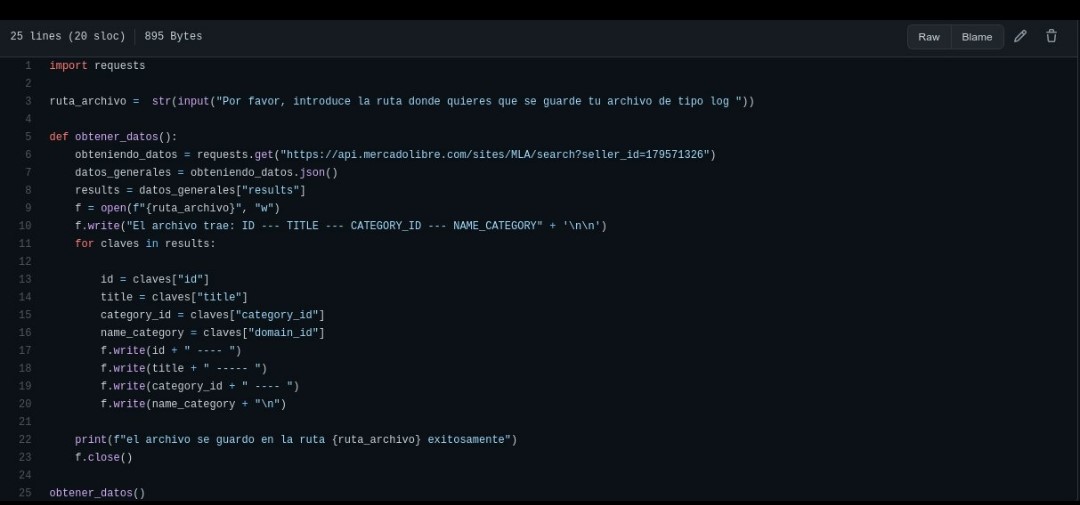 25 lines (20 sloc) 895 Bytes Raw Blame
1 import requests
2
3 ruta_archivo =  str(input("Por favor, introduce la ruta donde quieres que se guarde tu archivo de tipo log "))
4
5 def obtener_datos():
6     obteniendo_datos = requests.get("https://api.mercadolibre.com/sites/MLA/search?seller_id=179571326")
7     datos_generales = obteniendo_datos.json()
8     results = datos_generales["results"]
9     f = open(f"{ruta_archivo}", "w")
10     f.write("El archivo trae: ID --- TITLE --- CATEGORY_ID --- NAME_CATEGORY" + '\n\n')
11     for claves in results:
12
13         id = claves["id"]
14         title = claves["title"]
15         category_id = claves["category_id"]
16         name_category = claves["domain_id"]
17         f.write(id + " ---- ")
18         f.write(title + " ----- ")
19         f.write(category_id + " ---- ")
20         f.write(name_category + "\n")
21
22     print(f"el archivo se guardo en la ruta {ruta_archivo} exitosamente")
23     f.close()
24
25 obtener_datos()